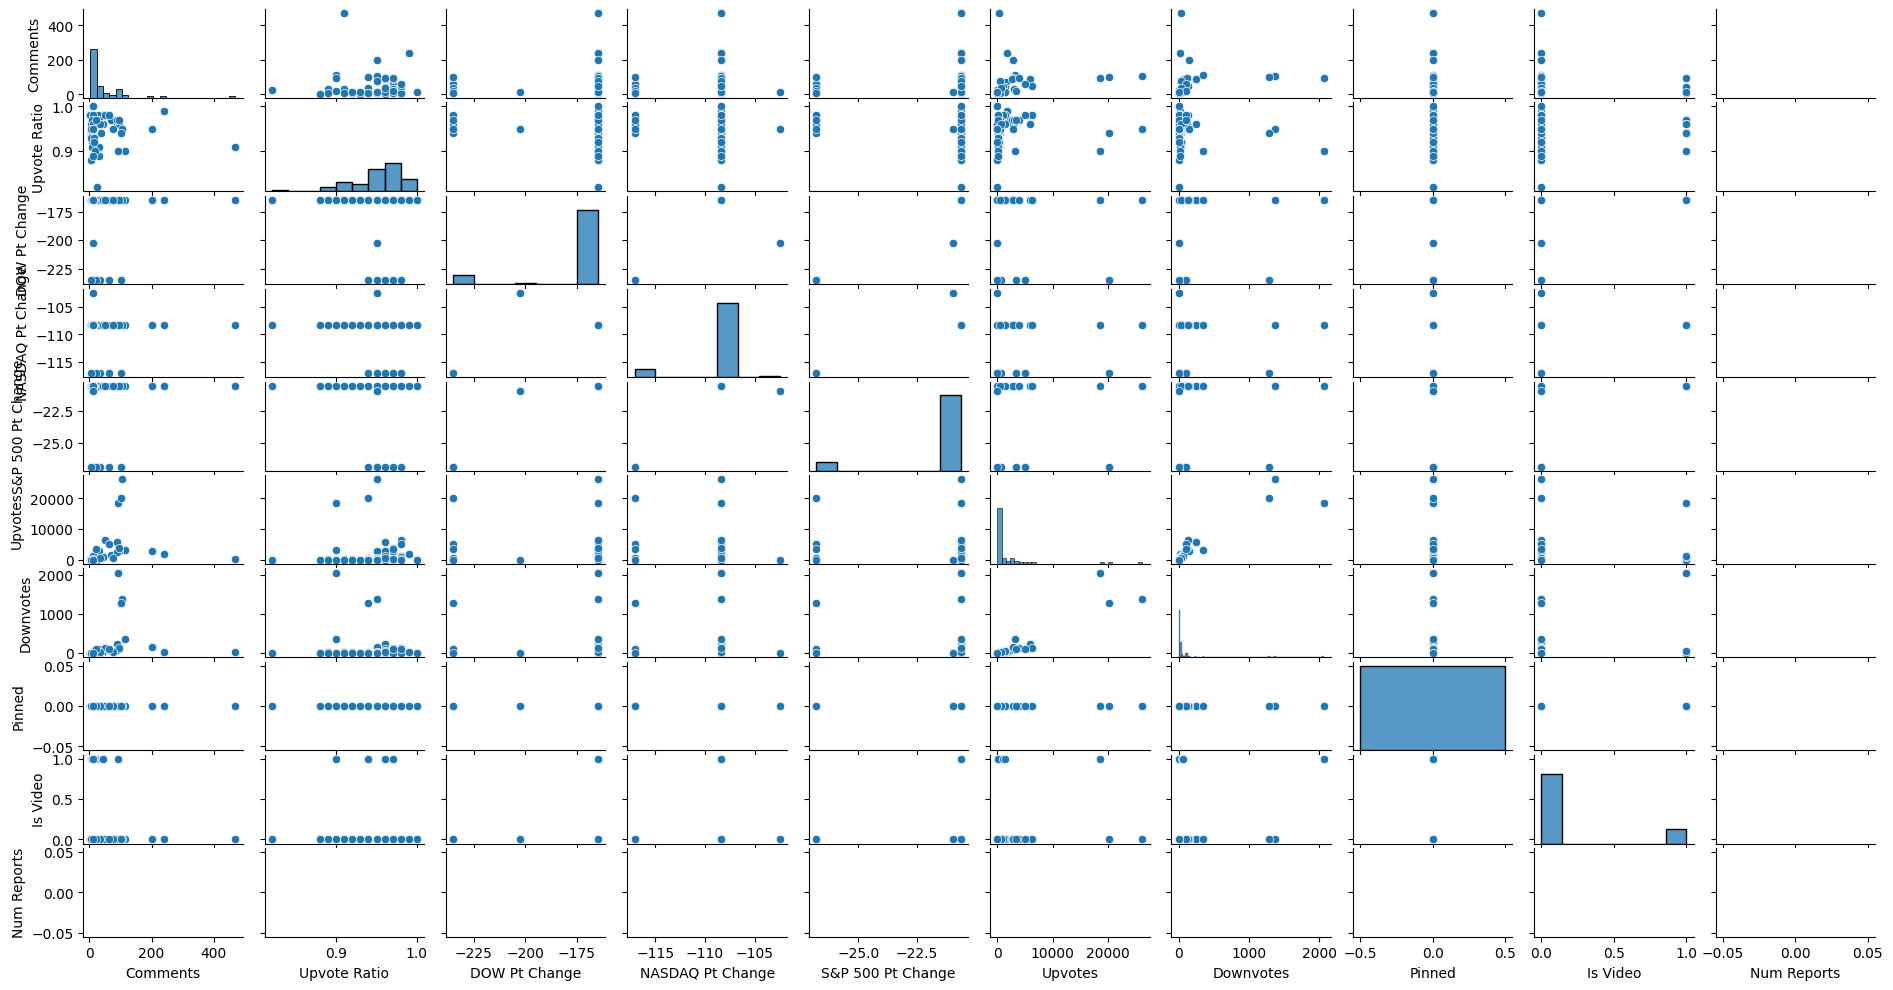 Comments
400
200
0
Upvote Ratio
1.0
0.9
DOW Pt Change
−175
−200
−225
NASDAQ Pt Change
−105
−110
−115
S&P 500 Pt Change
−22.5
−25.0
Upvotes
20000
10000
0
Downvotes
2000
1000
0
Pinned
0.05
0.00
−0.05
Is Video
1.0
0.5
0.0
Num Reports
0.05
0.00
−0.05
0 200 400 0.9 1.0 −225 −200 −175 −115 −110 −105 −25.0 −22.5 0 10000 20000 0 1000 2000 −0.5 0.0 0.5 0.0 0.5 1.0 −0.05 0.00 0.05
Comments Upvote Ratio DOW Pt Change NASDAQ Pt Change S&P 500 Pt Change Upvotes Downvotes Pinned Is Video Num Reports